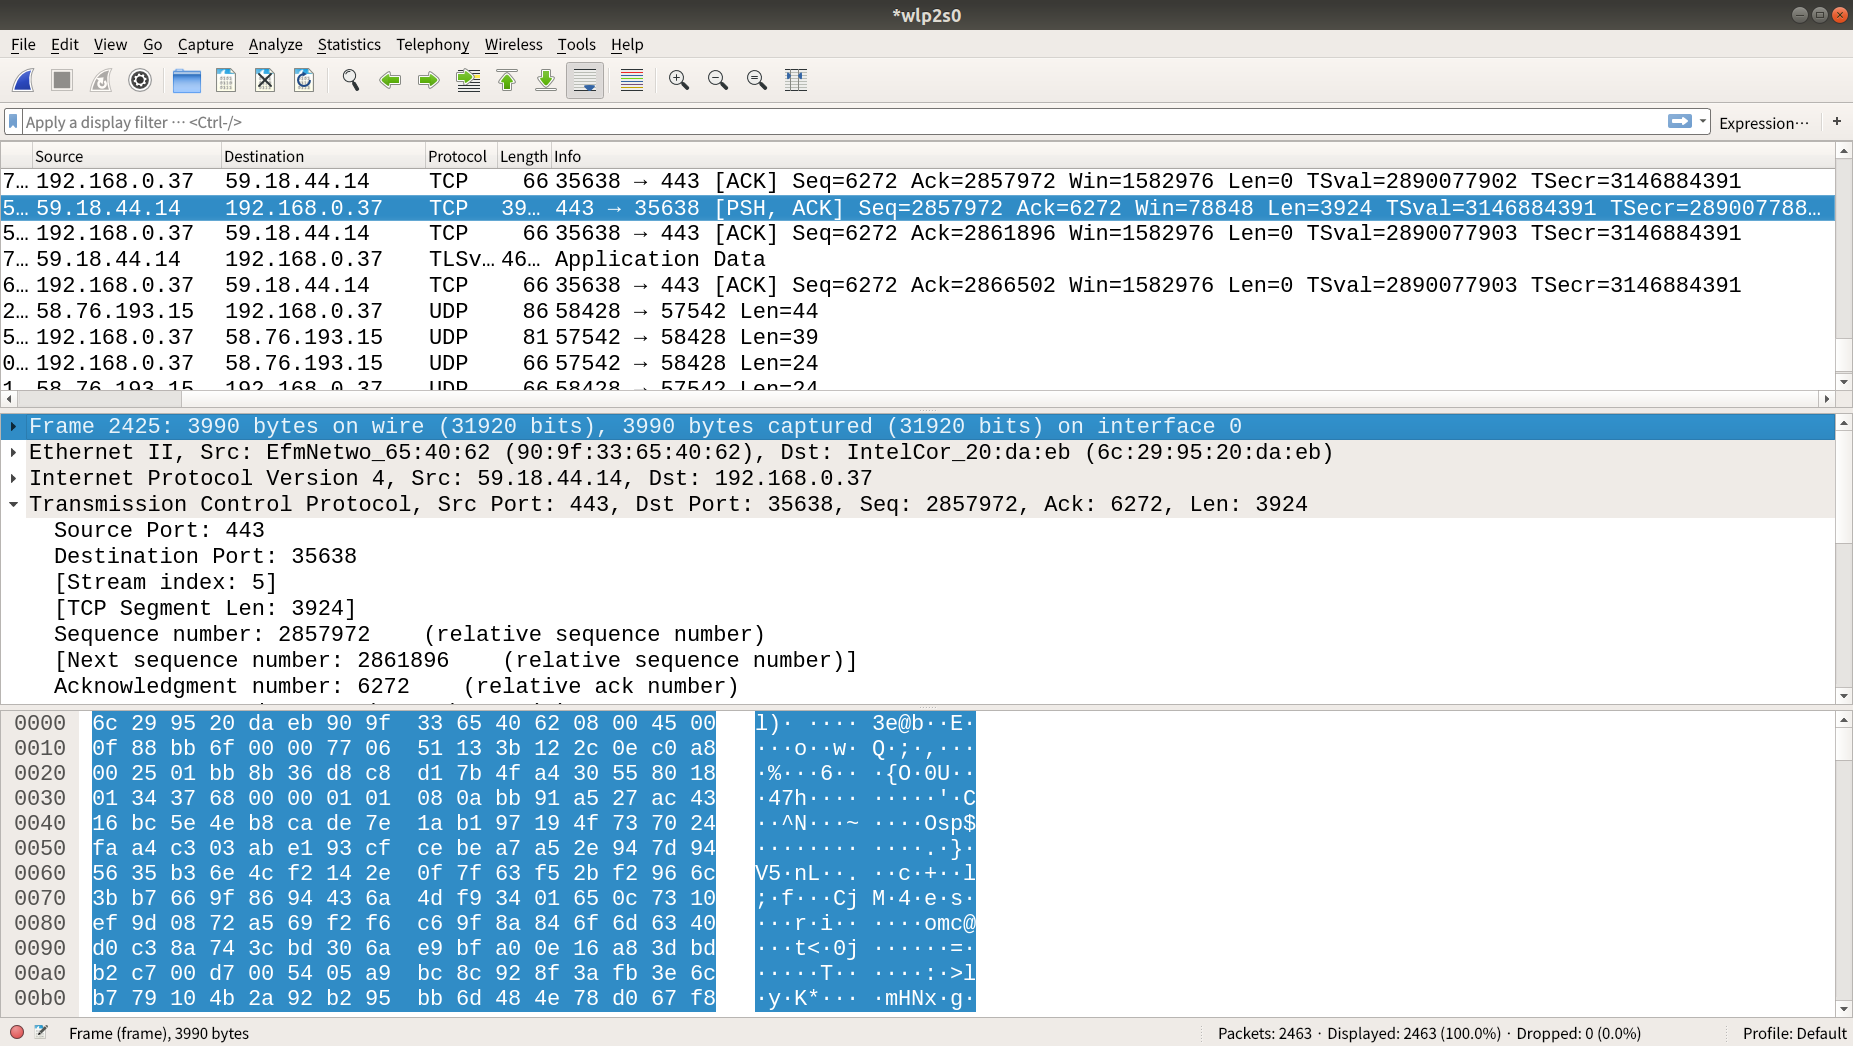 *wlp2s0
File Edit View Go Capture Analyze Statistics Telephony Wireless Tools Help
Apply a display filter ... <Ctrl-/> Expression... +
Source Destination Protocol Length Info
7... 192.168.0.37 59.18.44.14 TCP 66 35638 → 443 [ACK] Seq=6272 Ack=2857972 Win=1582976 Len=0 TSval=2890077902 TSecr=3146884391
5... 59.18.44.14 192.168.0.37 TCP 39... 443 → 35638 [PSH, ACK] Seq=2857972 Ack=6272 Win=78848 Len=3924 TSval=3146884391 TSecr=289007788...
5... 192.168.0.37 59.18.44.14 TCP 66 35638 → 443 [ACK] Seq=6272 Ack=2861896 Win=1582976 Len=0 TSval=2890077903 TSecr=3146884391
7... 59.18.44.14 192.168.0.37 TLSv... 46... Application Data
6... 192.168.0.37 59.18.44.14 TCP 66 35638 → 443 [ACK] Seq=6272 Ack=2866502 Win=1582976 Len=0 TSval=2890077903 TSecr=3146884391
2... 58.76.193.15 192.168.0.37 UDP 86 58428 → 57542 Len=44
5... 192.168.0.37 58.76.193.15 UDP 81 57542 → 58428 Len=39
0... 192.168.0.37 58.76.193.15 UDP 66 57542 → 58428 Len=24
1... 58.76.193.15 192.168.0.37 UDP 66 58428 → 57542 Len=24
Frame 2425: 3990 bytes on wire (31920 bits), 3990 bytes captured (31920 bits) on interface 0
Ethernet II, Src: EfmNetwo_65:40:62 (90:9f:33:65:40:62), Dst: IntelCor_20:da:eb (6c:29:95:20:da:eb)
Internet Protocol Version 4, Src: 59.18.44.14, Dst: 192.168.0.37
Transmission Control Protocol, Src Port: 443, Dst Port: 35638, Seq: 2857972, Ack: 6272, Len: 3924
Source Port: 443
Destination Port: 35638
[Stream index: 5]
[TCP Segment Len: 3924]
Sequence number: 2857972 (relative sequence number)
[Next sequence number: 2861896 (relative sequence number)]
Acknowledgment number: 6272 (relative ack number)
0000 6c 29 95 20 da eb 90 9f 33 65 40 62 08 00 45 00 l)· ···· 3e@b··E·
0010 0f 88 bb 6f 00 00 77 06 51 13 3b 12 2c 0e c0 a8 ···o··w· Q·;·,···
0020 00 25 01 bb 8b 36 d8 c8 d1 7b 4f a4 30 55 80 18 ·%···6·· ·{O·0U··
0030 01 34 37 68 00 00 01 01 08 0a bb 91 a5 27 ac 43 ·47h···· ·····'·C
0040 16 bc 5e 4e b8 ca de 7e 1a b1 97 19 4f 73 70 24 ··^N···~ ····Osp$
0050 fa a4 c3 03 ab e1 93 cf ce be a7 a5 2e 94 7d 94 ········ ····.·}·
0060 56 35 b3 6e 4c f2 14 2e 0f 7f 63 f5 2b f2 96 6c V5·nL··. ··c·+··l
0070 3b b7 66 9f 86 94 43 6a 4d f9 34 01 65 0c 73 10 ;·f···Cj M·4·e·s·
0080 ef 9d 08 72 a5 69 f2 f6 c6 9f 8a 84 6f 6d 63 40 ···r·i·· ····omc@
0090 d0 c3 8a 74 3c bd 30 6a e9 bf a0 0e 16 a8 3d bd ···t<·0j ······=·
00a0 b2 c7 00 d7 00 54 05 a9 bc 8c 92 8f 3a fb 3e 6c ·····T·· ····:·>l
00b0 b7 79 10 4b 2a 92 b2 95 bb 6d 48 4e 78 d0 67 f8 ·y·K*··· ·mHNx·g·
Frame (frame), 3990 bytes Packets: 2463 · Displayed: 2463 (100.0%) · Dropped: 0 (0.0%) Profile: Default